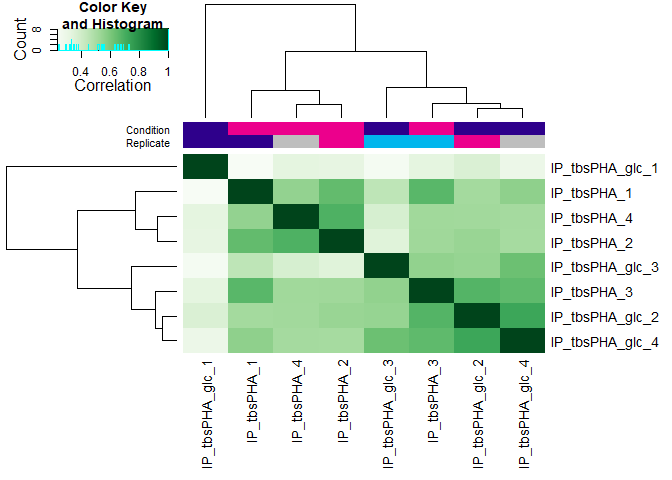 Color Key
and Histogram
Count
0 8
0.4 0.6 0.8 1
Correlation
Condition
Replicate
IP_tbsPHA_glc_1
IP_tbsPHA_1
IP_tbsPHA_4
IP_tbsPHA_2
IP_tbsPHA_glc_3
IP_tbsPHA_3
IP_tbsPHA_glc_2
IP_tbsPHA_glc_4
IP_tbsPHA_glc_1
IP_tbsPHA_1
IP_tbsPHA_4
IP_tbsPHA_2
IP_tbsPHA_glc_3
IP_tbsPHA_3
IP_tbsPHA_glc_2
IP_tbsPHA_glc_4